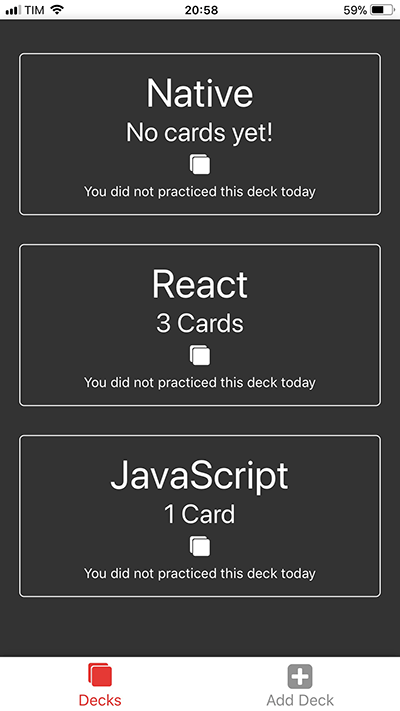 TIM 20:58 59%
Native
No cards yet!
You did not practiced this deck today
React
3 Cards
You did not practiced this deck today
JavaScript
1 Card
You did not practiced this deck today
Decks Add Deck